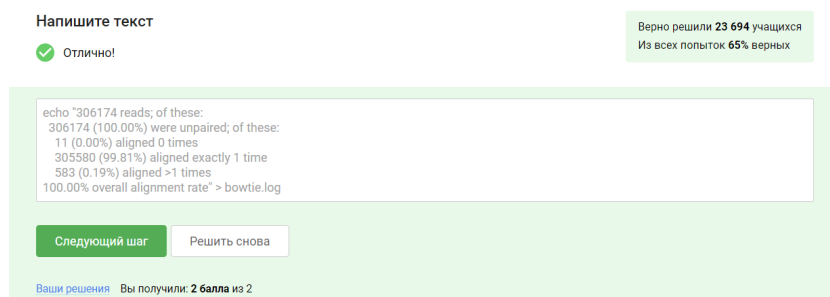 Напишите текст
Отлично!
Верно решили 23 694 учащихся
Из всех попыток 65% верных
echo "306174 reads; of these:
306174 (100.00%) were unpaired; of these:
11 (0.00%) aligned 0 times
305580 (99.81%) aligned exactly 1 time
583 (0.19%) aligned >1 times
100.00% overall alignment rate" > bowtie.log
Следующий шаг
Решить снова
Ваши решения Вы получили: 2 балла из 2